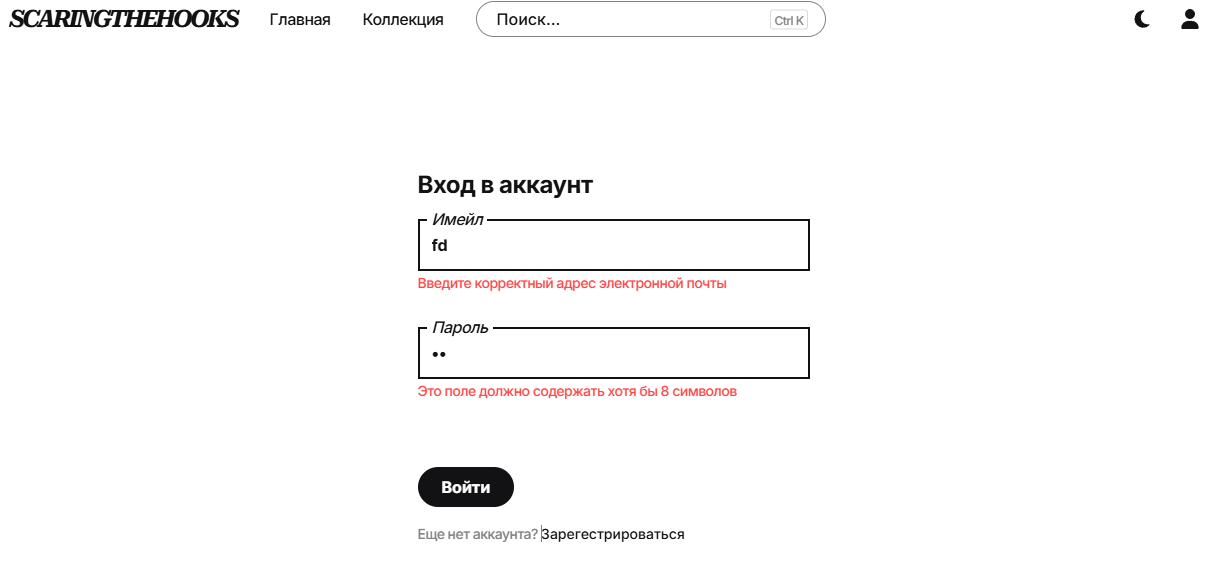 SCARINGTHEHOOKS Главная Коллекция Поиск... Ctrl K
Вход в аккаунт
Имейл
fd
Введите корректный адрес электронной почты
Пароль
••
Это поле должно содержать хотя бы 8 символов
Войти
Еще нет аккаунта? Зарегестрироваться